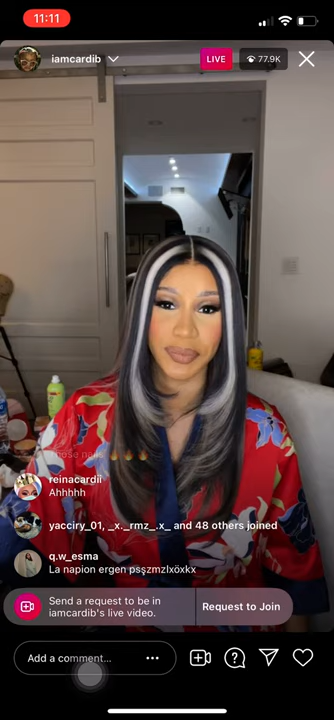 11:11
iamcardib
LIVE
77.9K
reinacardii
Ahhhhh
yacciry_01, _x._rmz_.x_ and 48 others joined
q.w_esma
La napion ergen psşzmzlxöxkx
Send a request to be in
iamcardib's live video.
Request to Join
Add a comment...